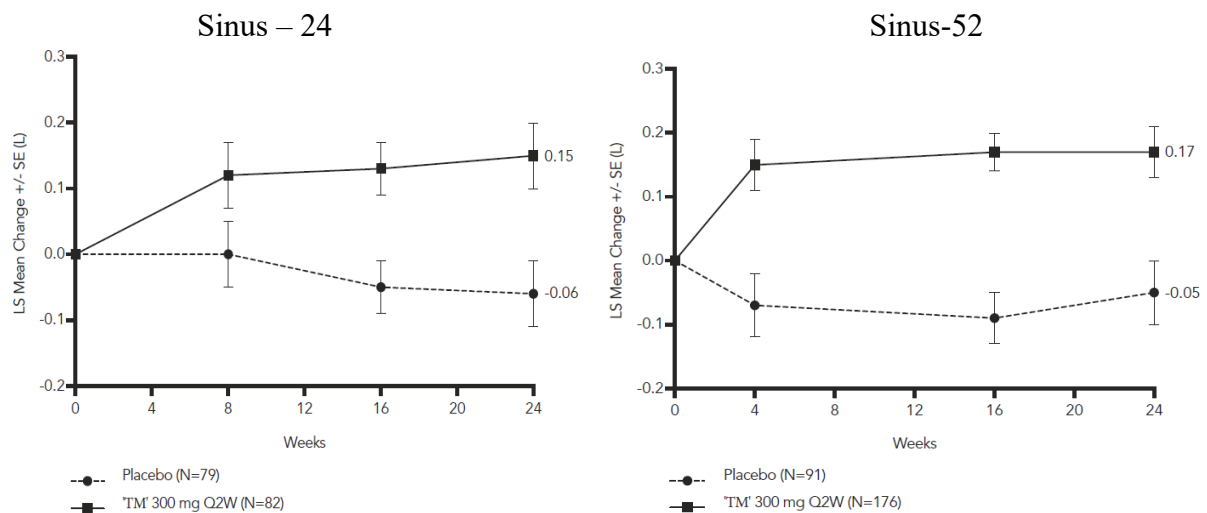 Sinus – 24
0.3
0.2
0.1
0.0
-0.1
-0.2
LS Mean Change +/- SE (L)
0.15
-0.06
0 4 8 12 16 20 24
Weeks
Placebo (N=79)
'TM' 300 mg Q2W (N=82)
Sinus-52
0.3
0.2
0.1
0.0
-0.1
-0.2
LS Mean Change +/- SE (L)
0.17
-0.05
0 4 8 12 16 20 24
Weeks
Placebo (N=91)
'TM' 300 mg Q2W (N=176)